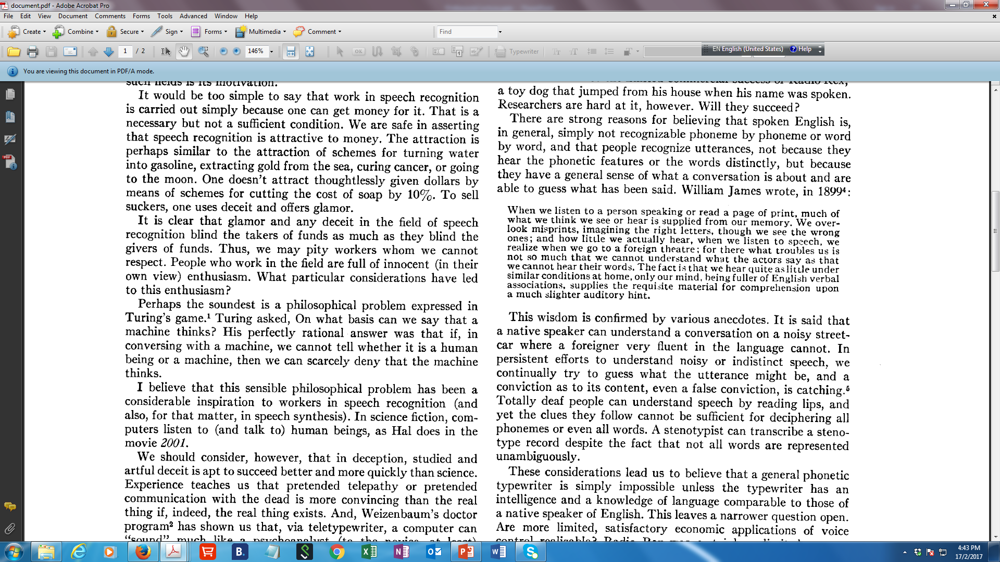 document.pdf - Adobe Acrobat Pro
File Edit View Document Comments Forms Tools Advanced Window Help
Create Combine Secure Sign Forms Multimedia Comment Find
1 / 2 146% OK Typewriter EN English (United States) Help
You are viewing this document in PDF/A mode.
such fields is its motivation.
It would be too simple to say that work in speech recognition
is carried out simply because one can get money for it. That is a
necessary but not a sufficient condition. We are safe in asserting
that speech recognition is attractive to money. The attraction is
perhaps similar to the attraction of schemes for turning water
into gasoline, extracting gold from the sea, curing cancer, or going
to the moon. One doesn't attract thoughtlessly given dollars by
means of schemes for cutting the cost of soap by 10%. To sell
suckers, one uses deceit and offers glamor.
It is clear that glamor and any deceit in the field of speech
recognition blind the takers of funds as much as they blind the
givers of funds. Thus, we may pity workers whom we cannot
respect. People who work in the field are full of innocent (in their
own view) enthusiasm. What particular considerations have led
to this enthusiasm?
Perhaps the soundest is a philosophical problem expressed in
Turing's game.¹ Turing asked, On what basis can we say that a
machine thinks? His perfectly rational answer was that if, in
conversing with a machine, we cannot tell whether it is a human
being or a machine, then we can scarcely deny that the machine
thinks.
I believe that this sensible philosophical problem has been a
considerable inspiration to workers in speech recognition (and
also, for that matter, in speech synthesis). In science fiction, com-
puters listen to (and talk to) human beings, as Hal does in the
movie 2001.
We should consider, however, that in deception, studied and
artful deceit is apt to succeed better and more quickly than science.
Experience teaches us that pretended telepathy or pretended
communication with the dead is more convincing than the real
thing if, indeed, the real thing exists. And, Weizenbaum's doctor
program² has shown us that, via teletypewriter, a computer can
"sound" much like a psychoanalyst (to the novice, at least)
commercial success of Radio Rex,
a toy dog that jumped from his house when his name was spoken.
Researchers are hard at it, however. Will they succeed?
There are strong reasons for believing that spoken English is,
in general, simply not recognizable phoneme by phoneme or word
by word, and that people recognize utterances, not because they
hear the phonetic features or the words distinctly, but because
they have a general sense of what a conversation is about and are
able to guess what has been said. William James wrote, in 1899⁴:
When we listen to a person speaking or read a page of print, much of
what we think we see or hear is supplied from our memory. We over-
look misprints, imagining the right letters, though we see the wrong
ones; and how little we actually hear, when we listen to speech, we
realize when we go to a foreign theatre; for there what troubles us is
not so much that we cannot understand what the actors say as that
we cannot hear their words. The fact is that we hear quite as little under
similar conditions at home, only our mind, being fuller of English verbal
associations, supplies the requisite material for comprehension upon
a much slighter auditory hint.
This wisdom is confirmed by various anecdotes. It is said that
a native speaker can understand a conversation on a noisy street-
car where a foreigner very fluent in the language cannot. In
persistent efforts to understand noisy or indistinct speech, we
continually try to guess what the utterance might be, and a
conviction as to its content, even a false conviction, is catching.⁵
Totally deaf people can understand speech by reading lips, and
yet the clues they follow cannot be sufficient for deciphering all
phonemes or even all words. A stenotypist can transcribe a steno-
type record despite the fact that not all words are represented
unambiguously.
These considerations lead us to believe that a general phonetic
typewriter is simply impossible unless the typewriter has an
intelligence and a knowledge of language comparable to those of
a native speaker of English. This leaves a narrower question open.
Are more limited, satisfactory economic applications of voice
control realizable? Radio Rex
4:43 PM
17/2/2017